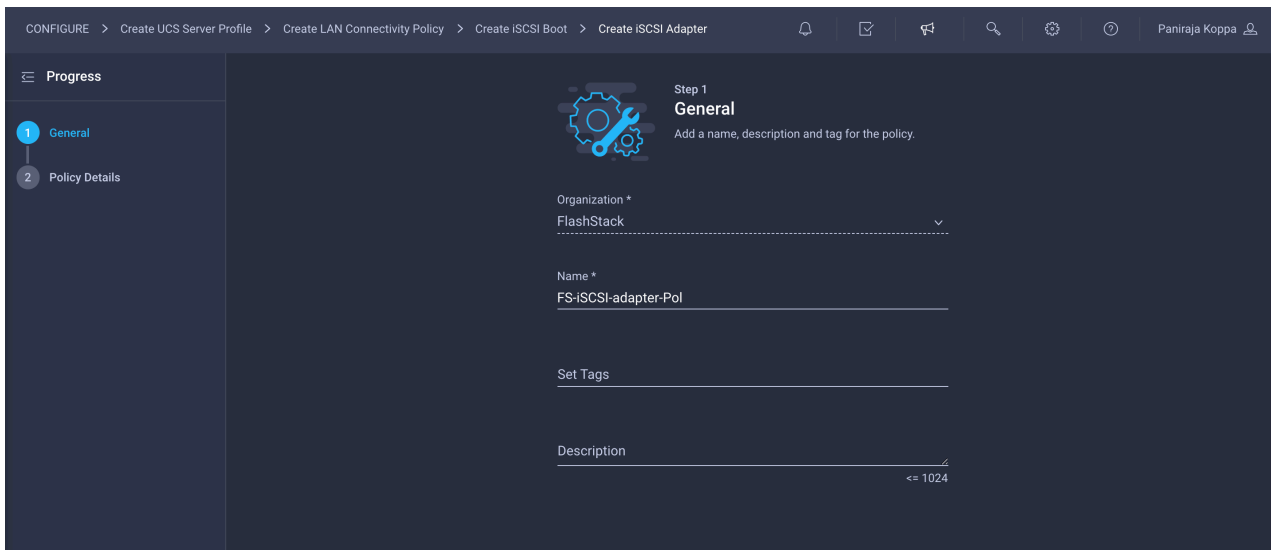 CONFIGURE > Create UCS Server Profile > Create LAN Connectivity Policy > Create iSCSI Boot > Create iSCSI Adapter Paniraja Koppa
Progress
1 General
2 Policy Details
Step 1
General
Add a name, description and tag for the policy.
Organization *
FlashStack
Name *
FS-iSCSI-adapter-Pol
Set Tags
Description
<= 1024